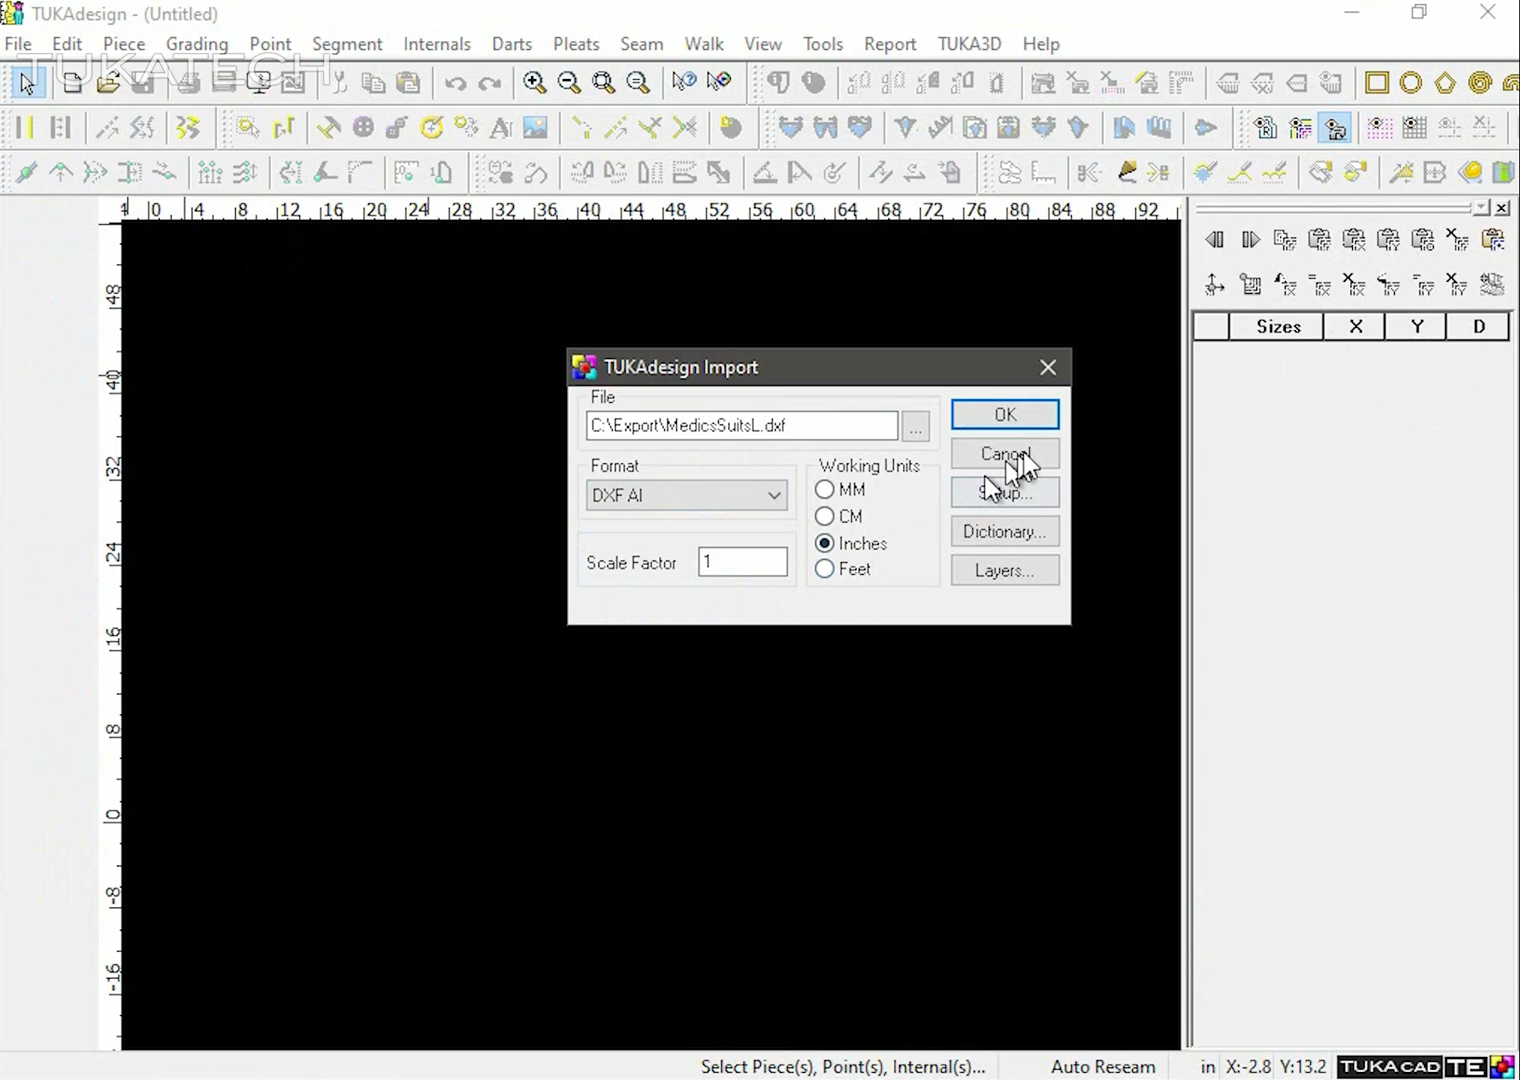 TUKAdesign - (Untitled)
File Edit Piece Grading Point Segment Internals Darts Pleats Seam Walk View Tools Report TUKA3D Help
TUKATECH
0 4 8 12 16 20 24 28 32 36 40 44 48 52 56 60 64 68 72 76 80 84 88 92
48
40
32
24
16
8
0
-8
-16
Sizes X Y D
TUKAdesign Import
File
C:\Export\MedicsSuitsL.dxf
...
OK
Cancel
Format
DXF AI
Working Units
MM
CM
Inches
Feet
Scale Factor 1
Dictionary...
Layers...
Select Piece(s), Point(s), Internal(s)... Auto Reseam in X:-2.8 Y:13.2 TUKACAD TE